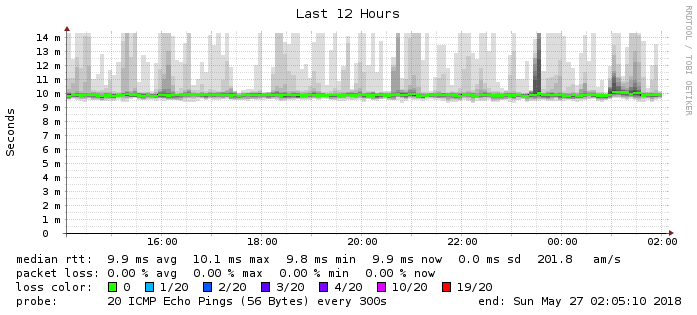 Last 12 Hours
RRDTOOL / TOBI OETIKER
Seconds
14 m
13 m
12 m
11 m
10 m
9 m
8 m
7 m
6 m
5 m
4 m
3 m
2 m
1 m
0
16:00 18:00 20:00 22:00 00:00 02:00
median rtt: 9.9 ms avg 10.1 ms max 9.8 ms min 9.9 ms now 0.0 ms sd 201.8 am/s
packet loss: 0.00 % avg 0.00 % max 0.00 % min 0.00 % now
loss color: 0 1/20 2/20 3/20 4/20 10/20 19/20
probe: 20 ICMP Echo Pings (56 Bytes) every 300s end: Sun May 27 02:05:10 2018